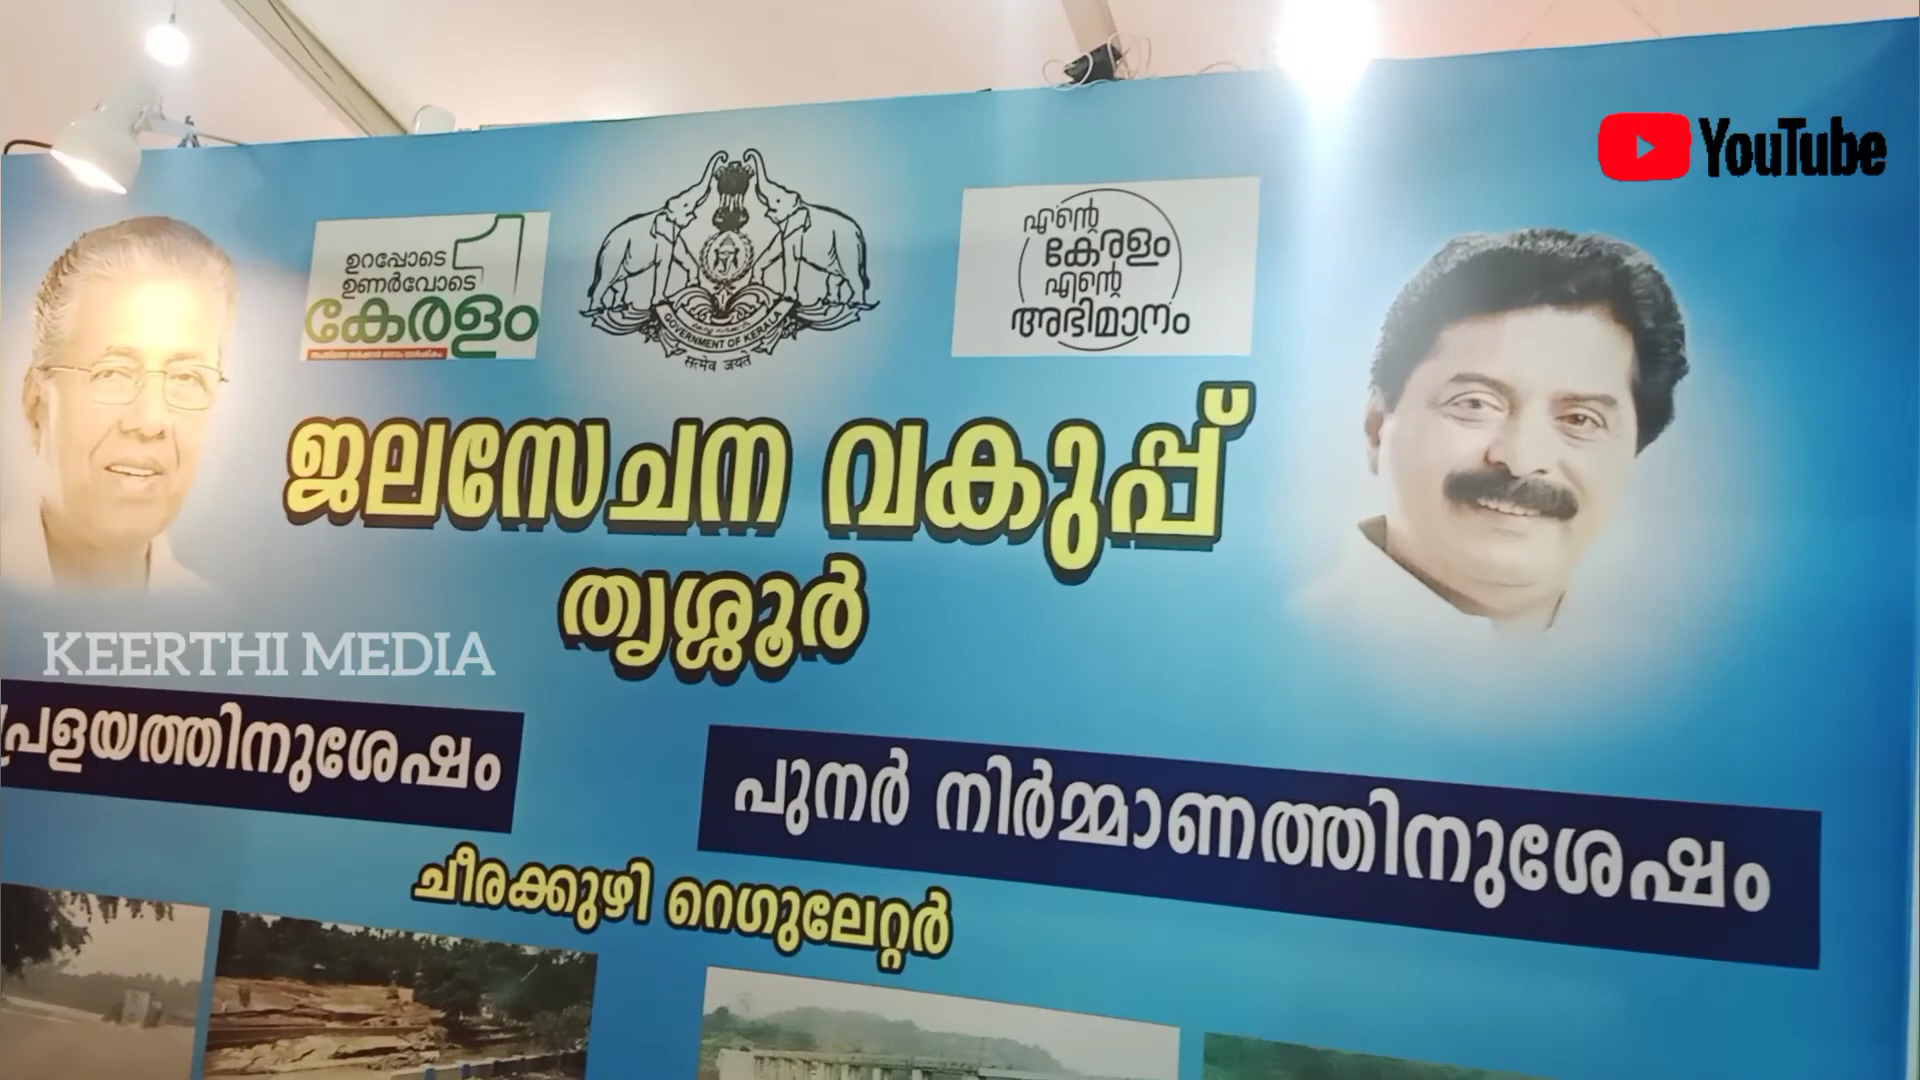 YouTube
ഉറപ്പോടെ 1
ഉണർവോടെ
കേരളം
GOVERNMENT OF KERALA
सत्यमेव जयते
എന്റെ
കേരളം
എന്റെ
അഭിമാനം
ജലസേചന വകുപ്പ്
തൃശ്ശൂർ
KEERTHI MEDIA
പ്രളയത്തിനുശേഷം
പുനർ നിർമ്മാണത്തിനുശേഷം
ചീരക്കുഴി റെഗുലേറ്റർ